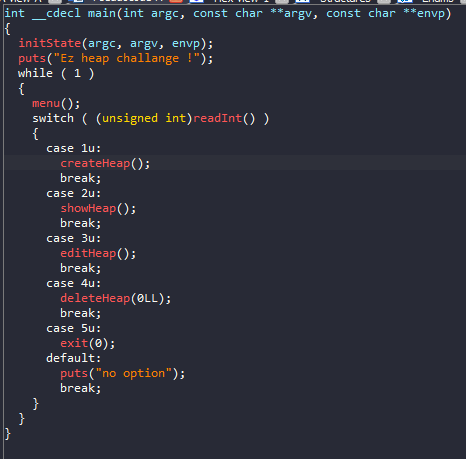 Structures
Enums
int __cdecl main(int argc, const char **argv, const char **envp)
{
initState(argc, argv, envp);
puts("Ez heap challange !");
while ( 1 )
{
menu();
switch ( (unsigned int)readInt() )
{
case 1u:
createHeap();
break;
case 2u:
showHeap();
break;
case 3u:
editHeap();
break;
case 4u:
deleteHeap(0LL);
break;
case 5u:
exit(0);
default:
puts("no option");
break;
}
}
}